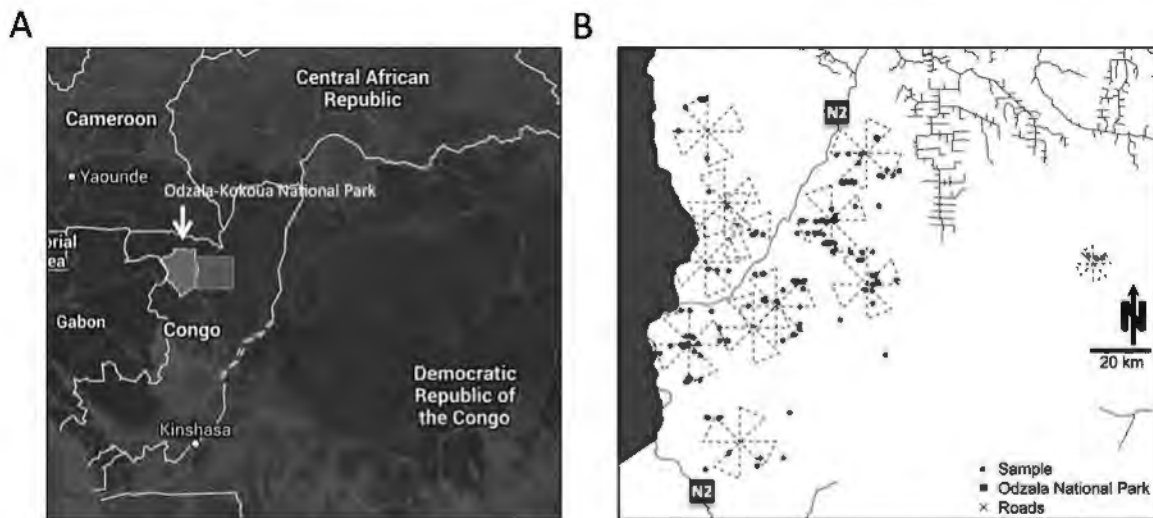 A
Central African
Republic
Cameroon
Yaounde
Odzala-Kokoua National Park
orial
ea
Gabon
Congo
Democratic
Republic of
the Congo
Kinshasa
B
N2
N
20 km
N2
Sample
Odzala National Park
Roads